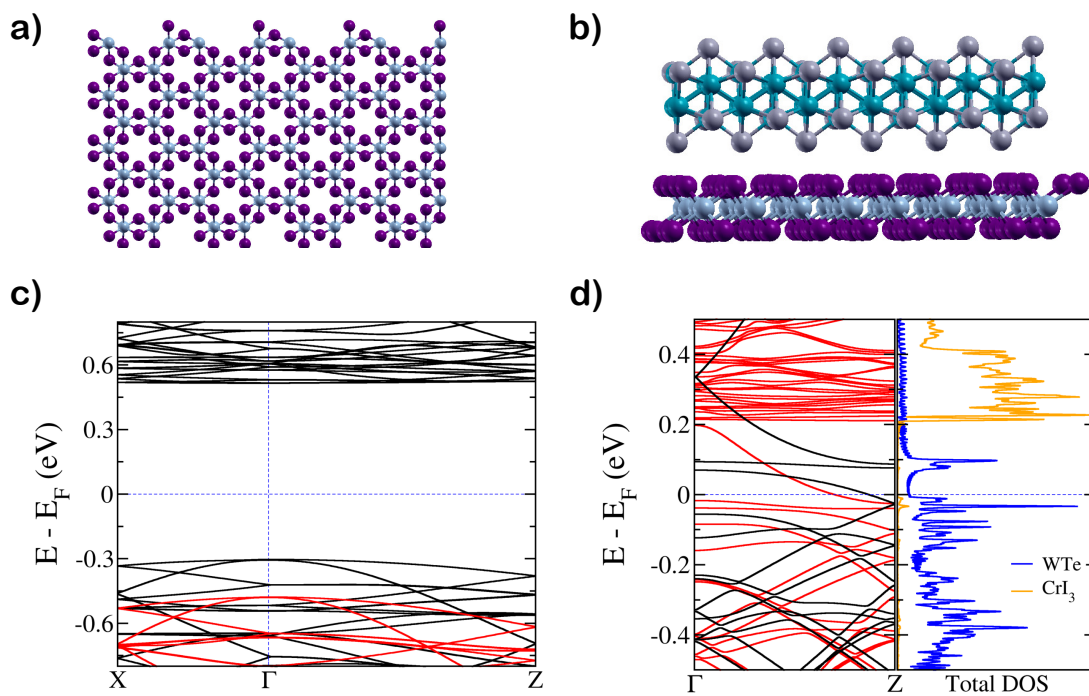 a)
b)
c)
E - E_F (eV)
0.6
0.3
0
-0.3
-0.6
X Γ Z
d)
E - E_F (eV)
0.4
0.2
0
-0.2
-0.4
WTe
CrI₃
Γ Z Total DOS